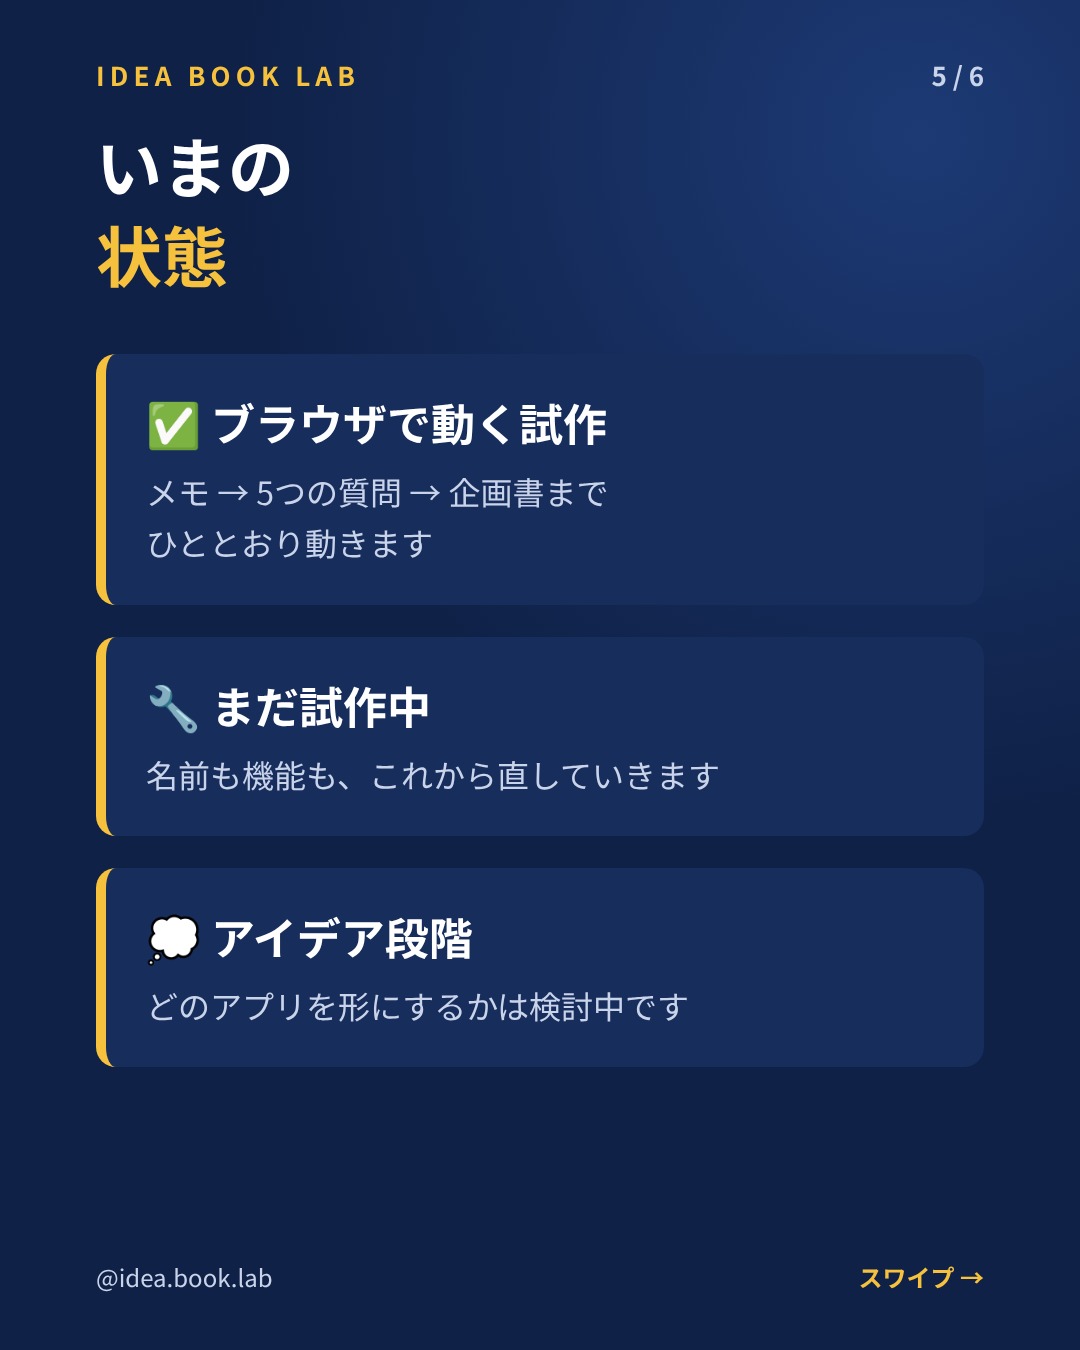 IDEA BOOK LAB
5 / 6
いまの
状態
✅ ブラウザで動く試作
メモ → 5つの質問 → 企画書まで
ひととおり動きます
🔧 まだ試作中
名前も機能も、これから直していきます
💭 アイデア段階
どのアプリを形にするかは検討中です
@idea.book.lab
スワイプ →